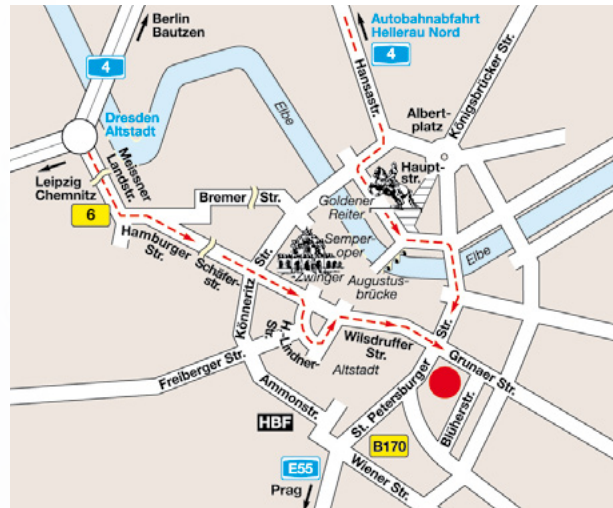 Berlin
Bautzen
4
Autobahnabfahrt
Hellerau Nord
4
Dresden
Altstadt
Elbe
Hansastr.
Königsbrücker Str.
Albert-
platz
Leipzig
Chemnitz
Meissner
Landstr.
6
Bremer Str.
Haupt-
str.
Goldener
Reiter
Hamburger
Str.
Schäfer-
str.
Semper-
oper
Zwinger
Augustus-
brücke
Elbe
Könneritz Str.
H.-Lindner-
Str.
Wilsdruffer
Str.
Altstadt
St. Petersburger Str.
Grunaer Str.
Freiberger Str.
Ammonstr.
Blüherstr.
HBF
B170
E55
Wiener Str.
Prag